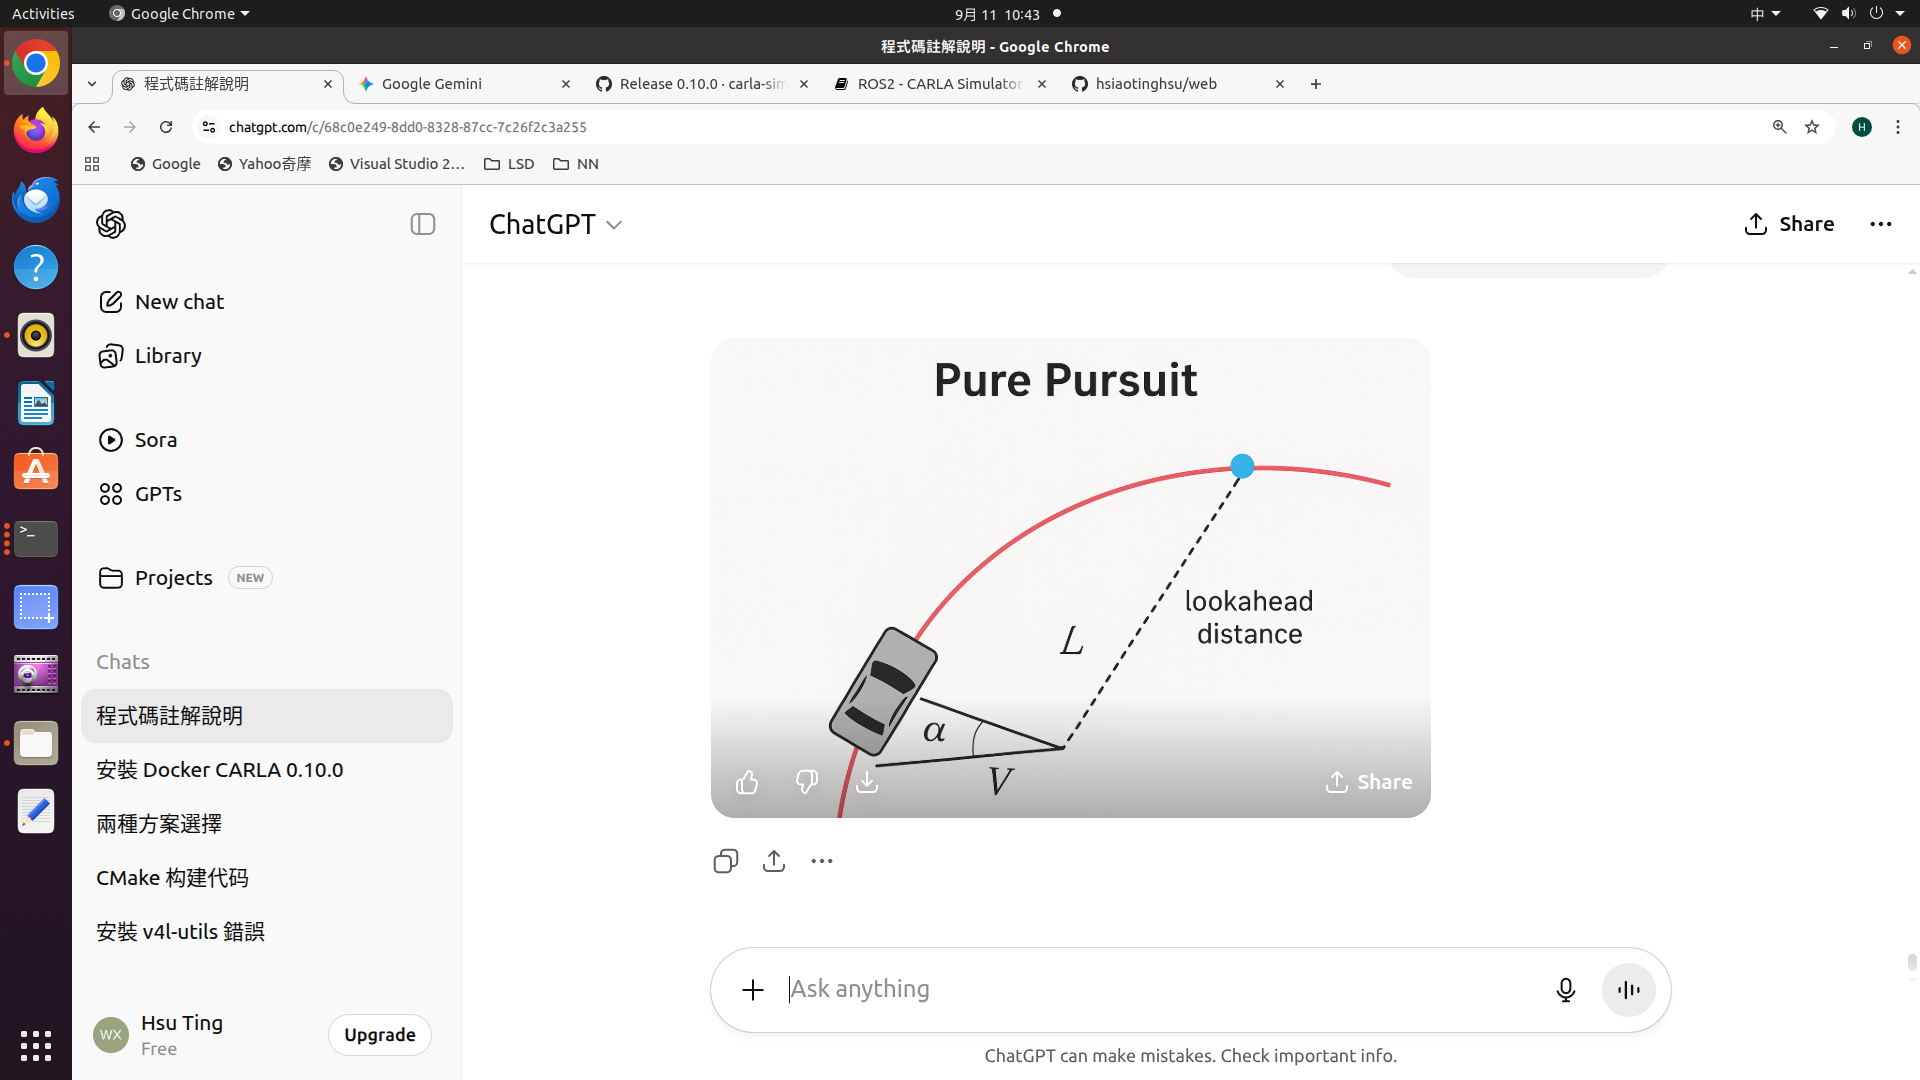 Activities
Google Chrome
9月 11 10:43
中
程式碼註解說明 - Google Chrome
程式碼註解說明
Google Gemini
Release 0.10.0 · carla-sim
ROS2 - CARLA Simulator
hsiaotinghsu/web
chatgpt.com/c/68c0e249-8dd0-8328-87cc-7c26f2c3a255
H
Google
Yahoo奇摩
Visual Studio 2…
LSD
NN
ChatGPT
Share
New chat
Library
Sora
GPTs
Projects
NEW
Chats
程式碼註解說明
安裝 Docker CARLA 0.10.0
兩種方案選擇
CMake 构建代码
安裝 v4l-utils 錯誤
WX
Hsu Ting
Free
Upgrade
Pure Pursuit
lookahead
distance
L
α
V
Share
Ask anything
ChatGPT can make mistakes. Check important info.